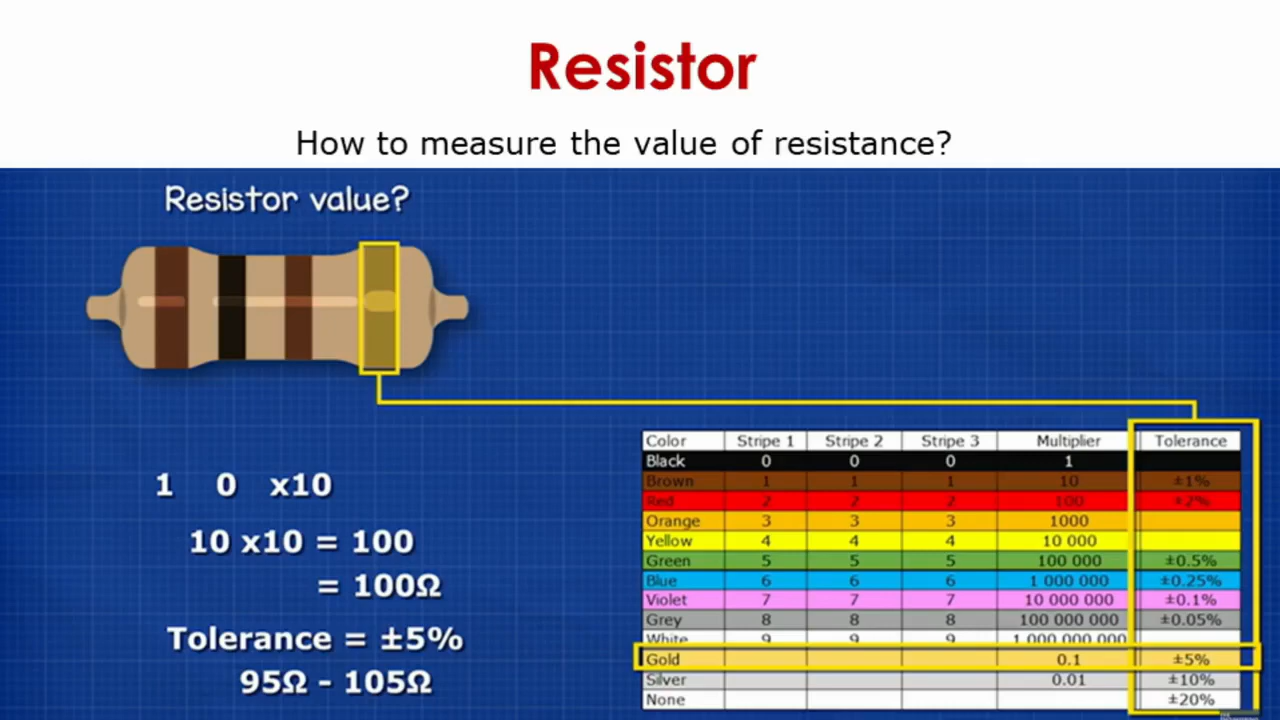 Resistor
How to measure the value of resistance?
Resistor value?
1 0 x10
10 x10 = 100
= 100Ω
Tolerance = ±5%
95Ω - 105Ω
Color Stripe 1 Stripe 2 Stripe 3 Multiplier Tolerance
Black 0 0 0 1
Brown 1 1 1 10 ±1%
Red 2 2 2 100 ±2%
Orange 3 3 3 1000
Yellow 4 4 4 10 000
Green 5 5 5 100 000 ±0.5%
Blue 6 6 6 1 000 000 ±0.25%
Violet 7 7 7 10 000 000 ±0.1%
Grey 8 8 8 100 000 000 ±0.05%
White 9 9 9 1 000 000 000
Gold 0.1 ±5%
Silver 0.01 ±10%
None ±20%